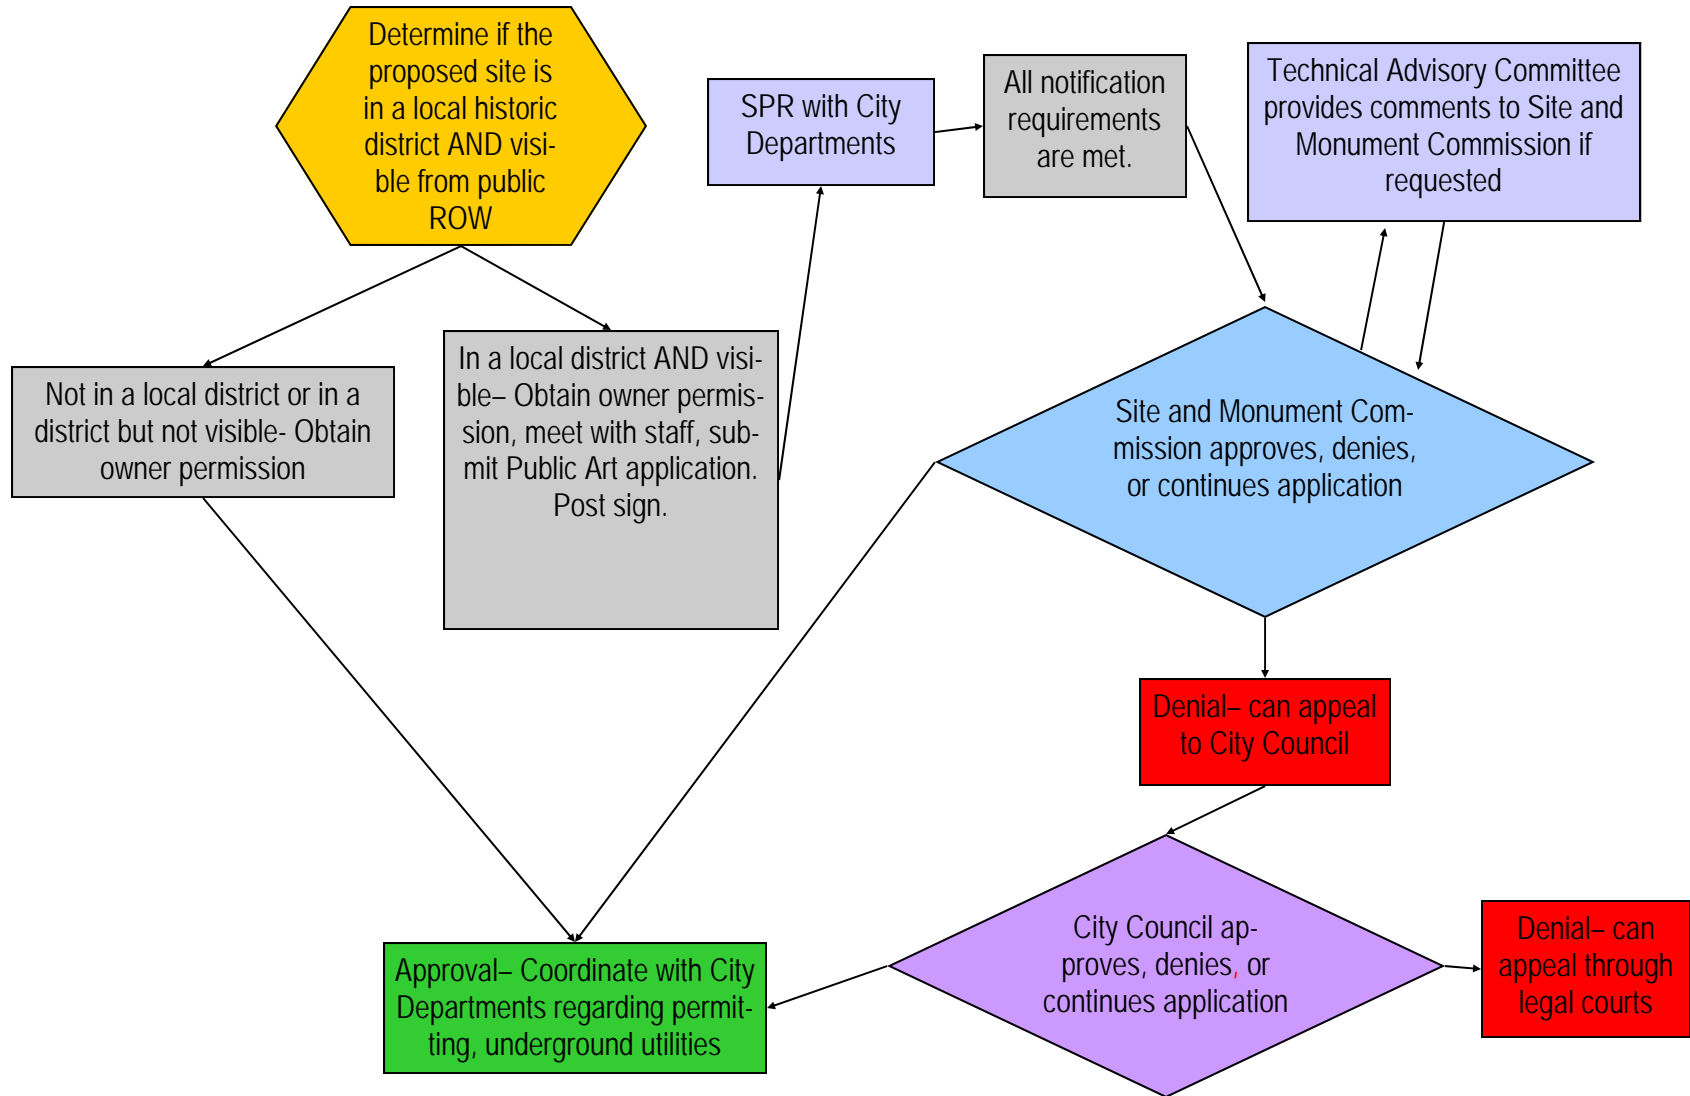 Determine if the
proposed site is
in a local historic
district AND visi-
ble from public
ROW
SPR with City
Departments
All notification
requirements
are met.
Technical Advisory Committee
provides comments to Site and
Monument Commission if
requested
Not in a local district or in a
district but not visible- Obtain
owner permission
In a local district AND visi-
ble– Obtain owner permis-
sion, meet with staff, sub-
mit Public Art application.
Post sign.
Site and Monument Com-
mission approves, denies,
or continues application
Denial– can appeal
to City Council
City Council ap-
proves, denies, or
continues application
Denial– can
appeal through
legal courts
Approval– Coordinate with City
Departments regarding permit-
ting, underground utilities